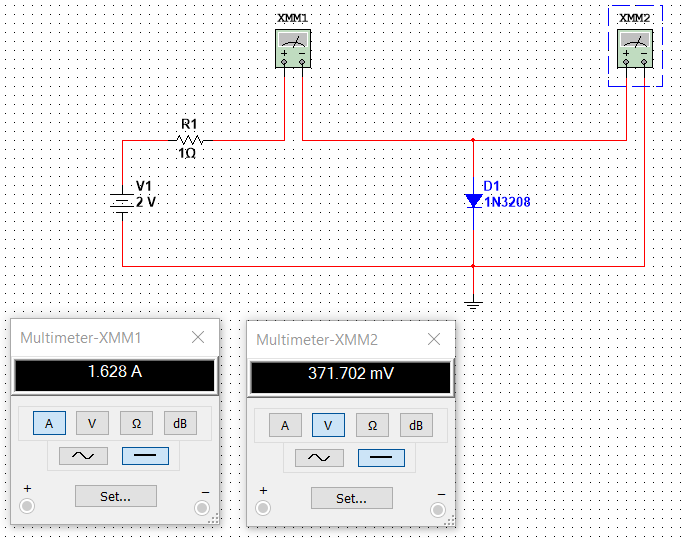 XMM1
XMM2
+ −
+ −
R1
1Ω
V1
2 V
D1
1N3208
Multimeter-XMM1
1.628 A
A V Ω dB
+
Set...
−
Multimeter-XMM2
371.702 mV
A V Ω dB
+
Set...
−